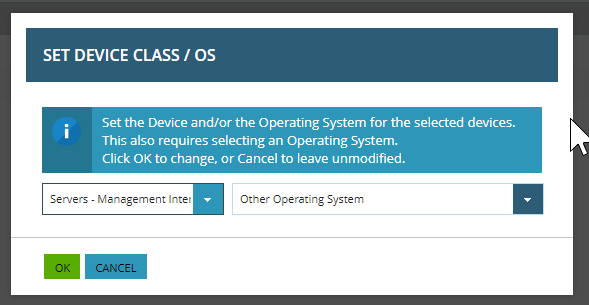 SET DEVICE CLASS / OS
Set the Device and/or the Operating System for the selected devices.
This also requires selecting an Operating System.
Click OK to change, or Cancel to leave unmodified.
Servers - Management Inter
Other Operating System
OK
CANCEL